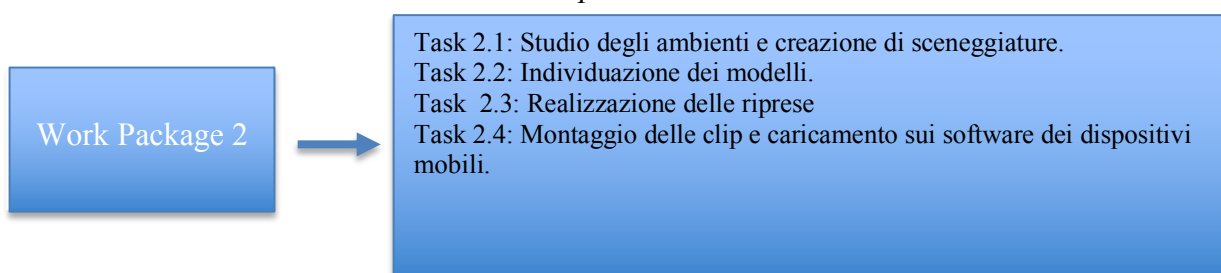 Work Package 2
Task 2.1: Studio degli ambienti e creazione di sceneggiature.
Task 2.2: Individuazione dei modelli.
Task  2.3: Realizzazione delle riprese
Task 2.4: Montaggio delle clip e caricamento sui software dei dispositivi
mobili.